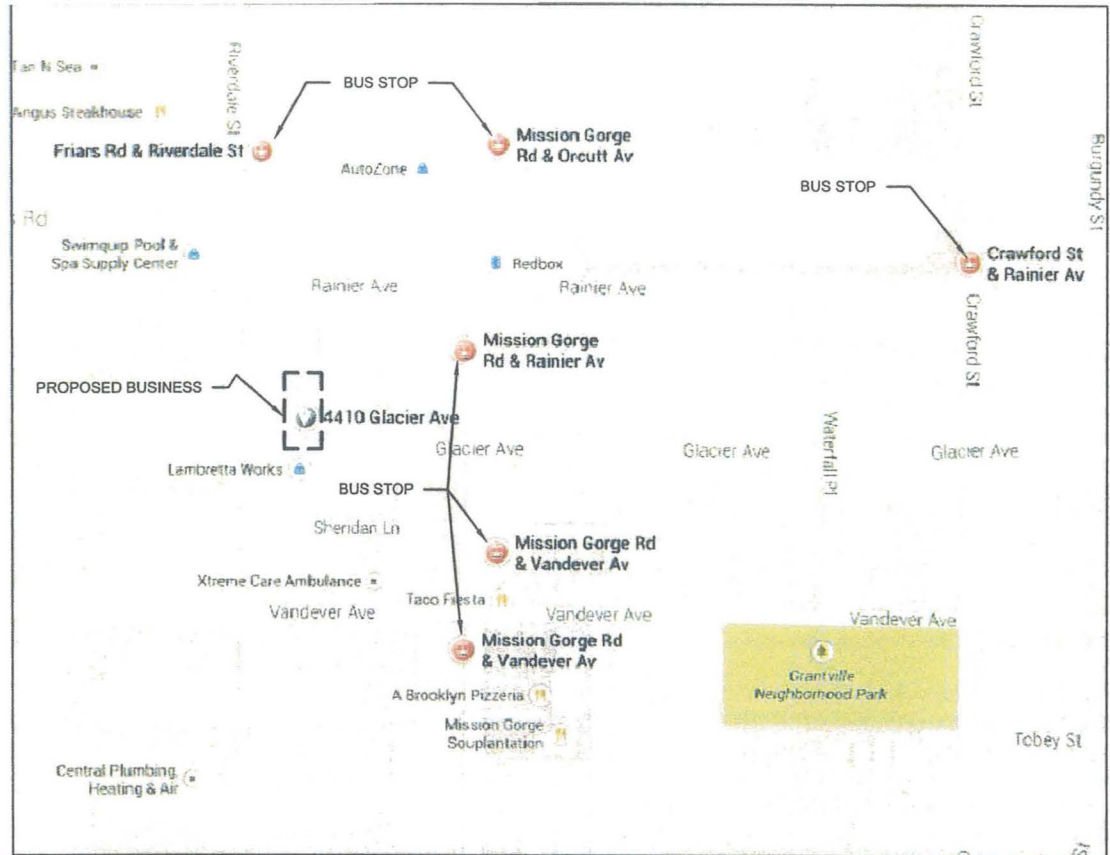 Crawford St
Riverdale St
Tan N Sea
BUS STOP
Angus Steakhouse
Mission Gorge
Rd & Orcutt Av
Friars Rd & Riverdale St
Burgundy St
AutoZone
BUS STOP
s Rd
Swimquip Pool &
Spa Supply Center
Redbox
Crawford St
& Rainier Av
Rainier Ave
Rainier Ave
Mission Gorge
Rd & Rainier Av
Crawford St
PROPOSED BUSINESS
4410 Glacier Ave
Glacier Ave
Glacier Ave
Waterfall Pl
Glacier Ave
Lambretta Works
BUS STOP
Sheridan Ln
Mission Gorge Rd
& Vandever Av
Xtreme Care Ambulance
Taco Fiesta
Vandever Ave
Vandever Ave
Vandever Ave
Mission Gorge Rd
& Vandever Av
Grantville
Neighborhood Park
A Brooklyn Pizzeria
Mission Gorge
Souplantation
Tobey St
Central Plumbing,
Heating & Air